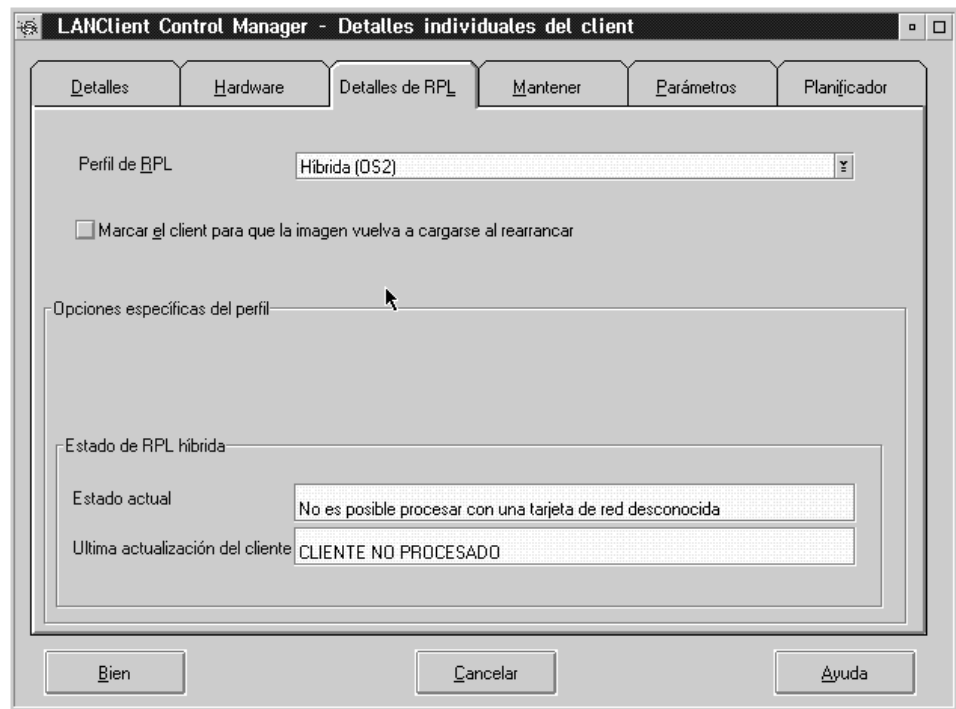 LANClient Control Manager - Detalles individuales del client
Detalles Hardware Detalles de RPL Mantener Parámetros Planificador
Perfil de RPL Híbrida (OS2)
Marcar el client para que la imagen vuelva a cargarse al rearrancar
Opciones específicas del perfil
Estado de RPL híbrida
Estado actual No es posible procesar con una tarjeta de red desconocida
Ultima actualización del cliente CLIENTE NO PROCESADO
Bien Cancelar Ayuda